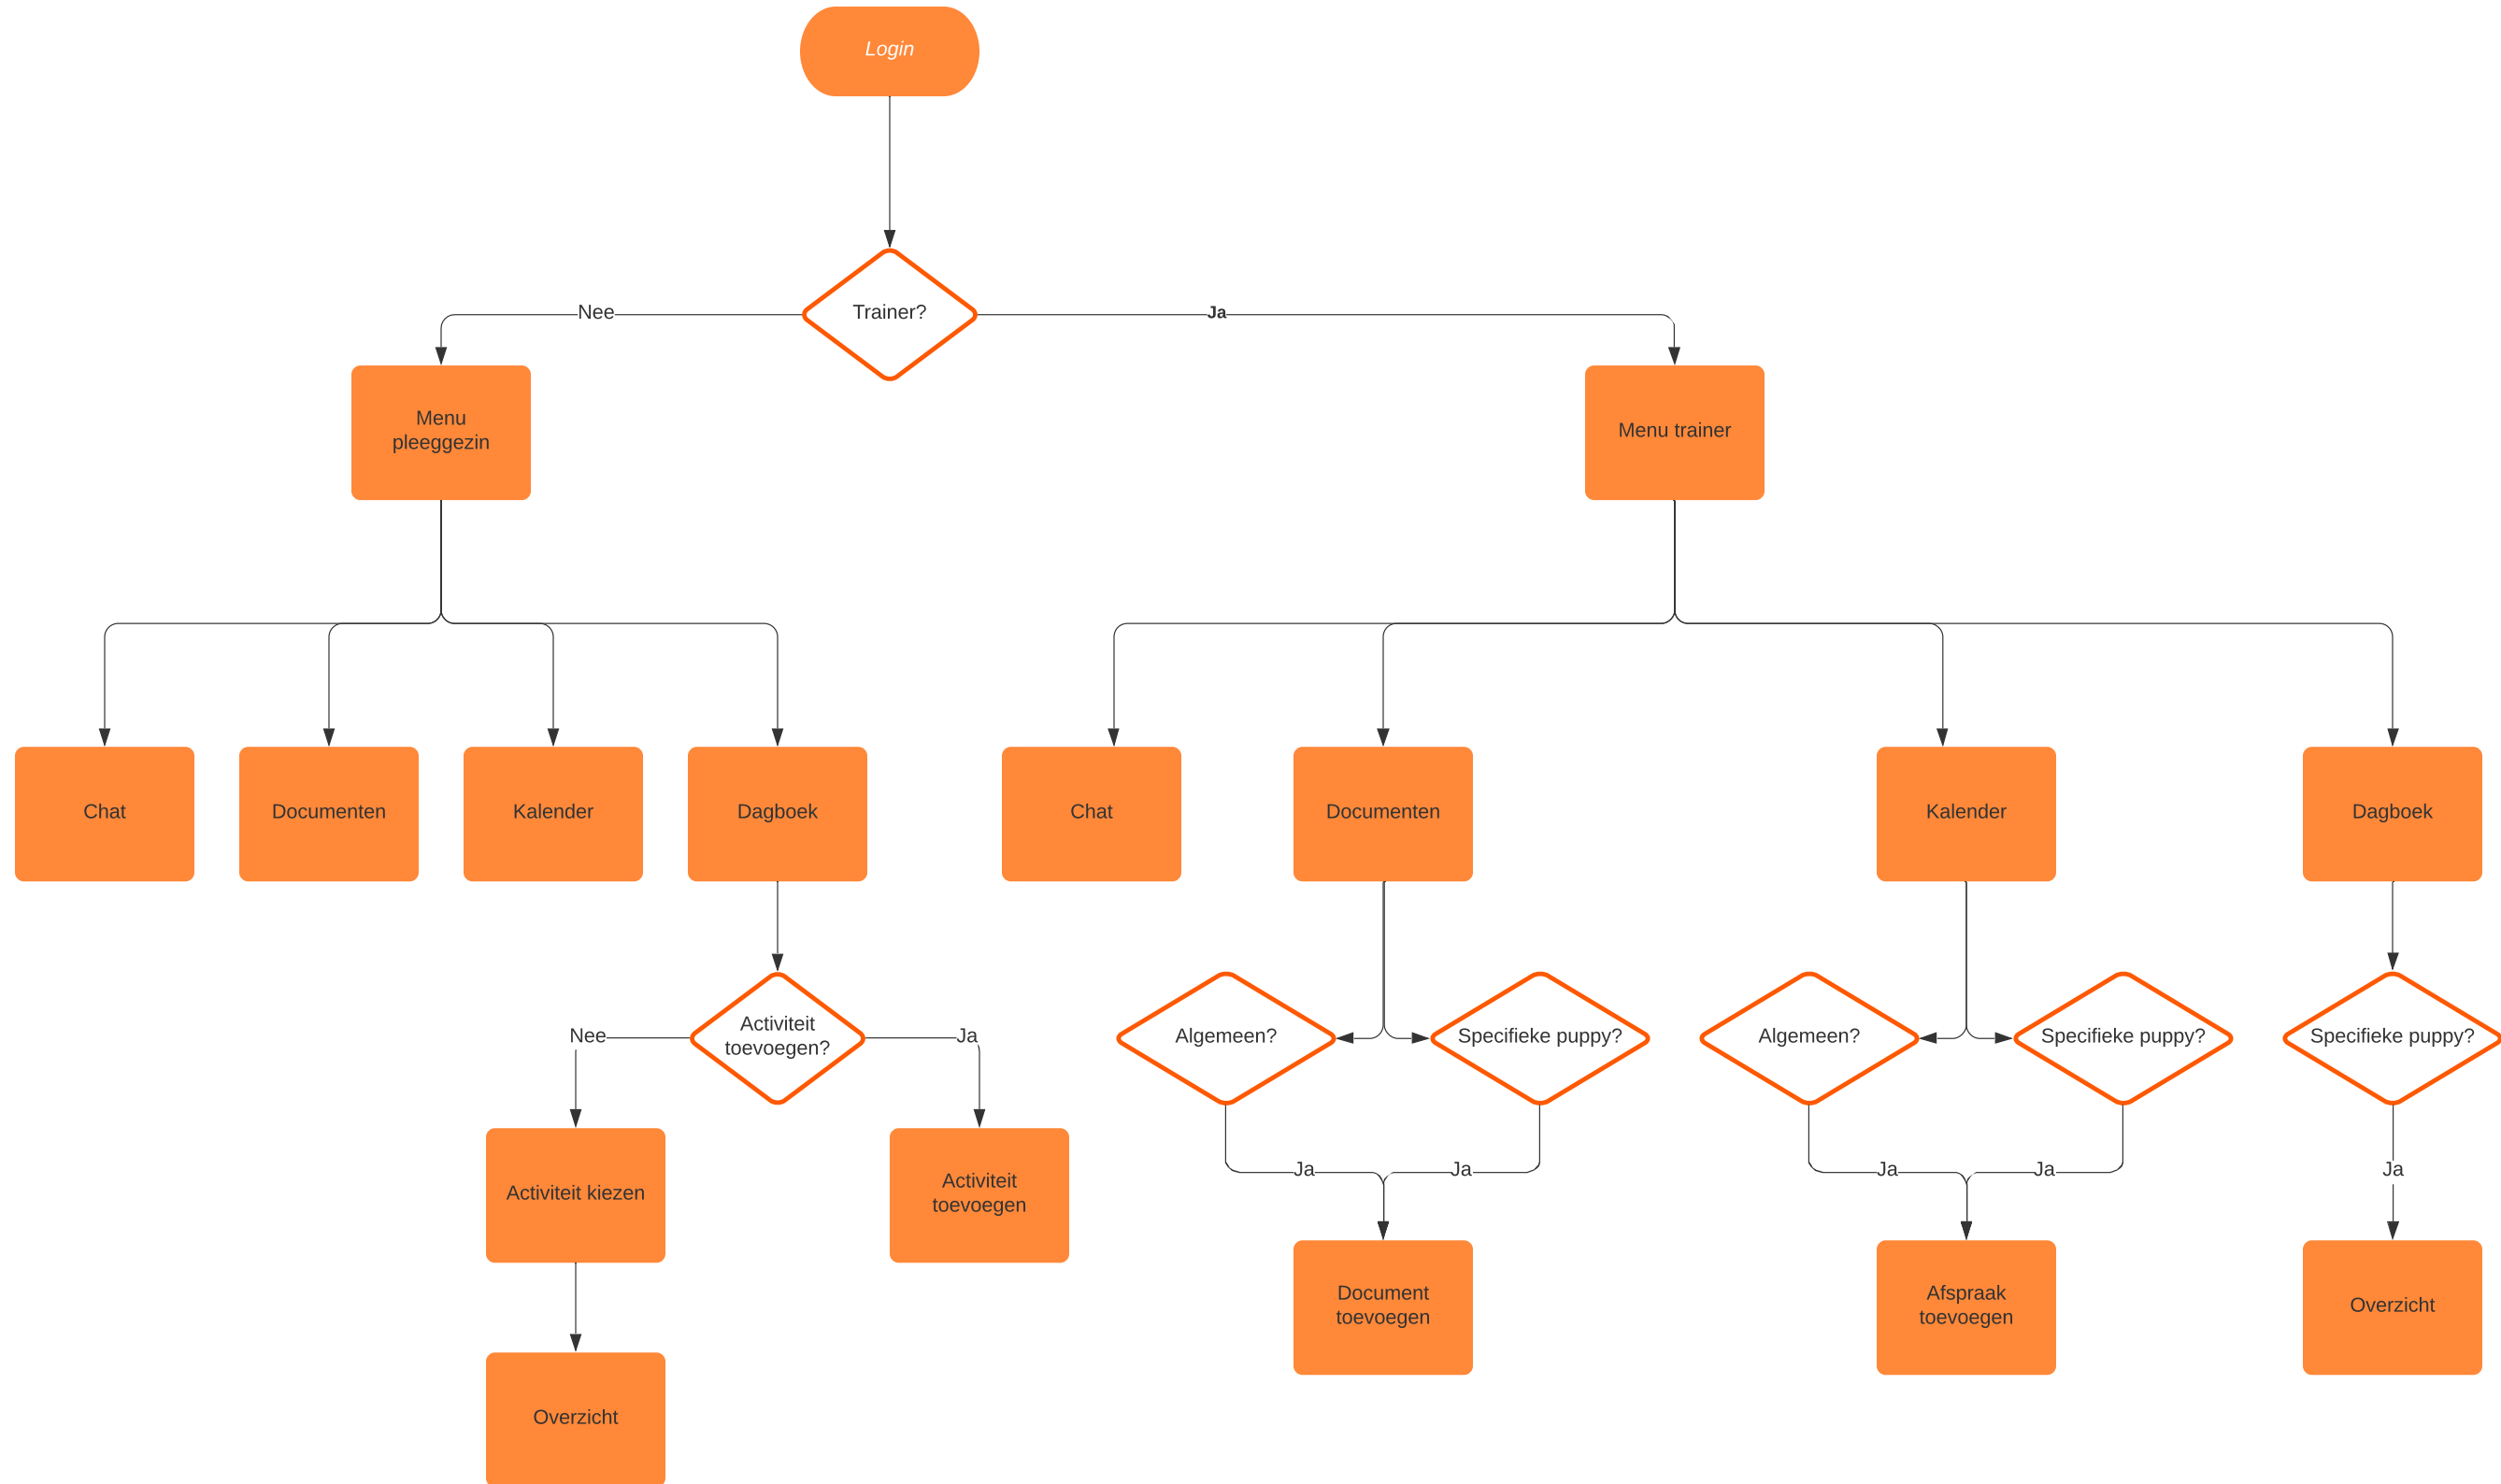 Login
Trainer?
Nee
Ja
Menu
pleeggezin
Menu trainer
Chat
Documenten
Kalender
Dagboek
Chat
Documenten
Kalender
Dagboek
Activiteit
toevoegen?
Nee
Ja
Algemeen?
Specifieke puppy?
Algemeen?
Specifieke puppy?
Specifieke puppy?
Ja
Ja
Ja
Ja
Ja
Activiteit kiezen
Activiteit
toevoegen
Document
toevoegen
Afspraak
toevoegen
Overzicht
Overzicht